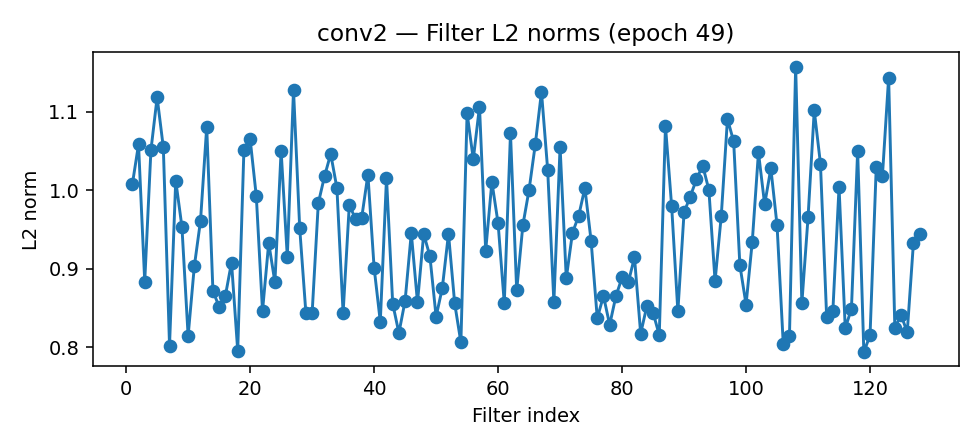 conv2 — Filter L2 norms (epoch 49)
L2 norm
1.1
1.0
0.9
0.8
0 20 40 60 80 100 120
Filter index